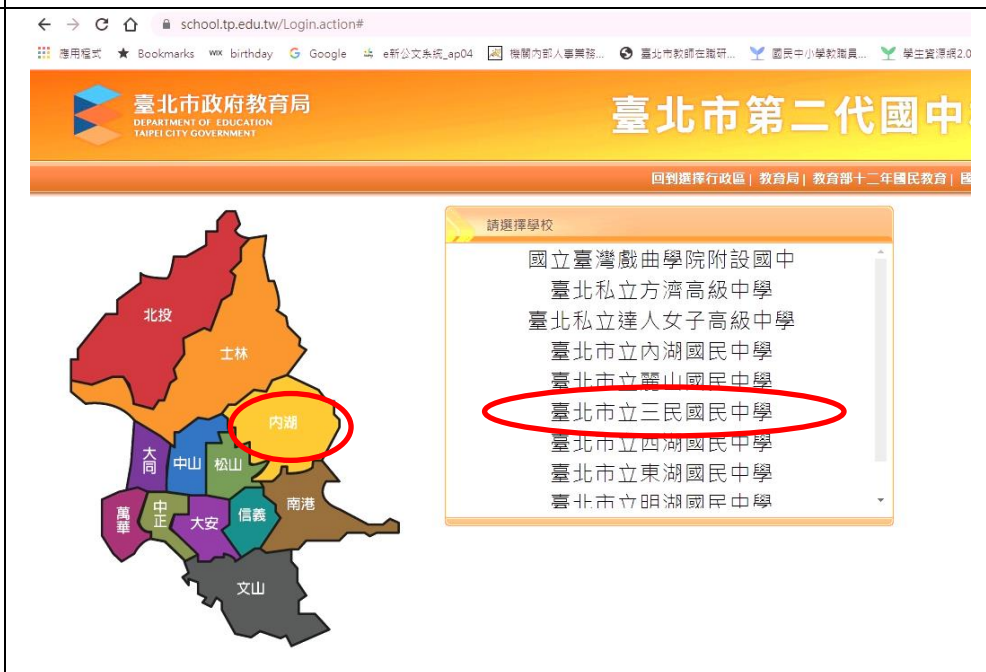 school.tp.edu.tw/Login.action#
應用程式 Bookmarks WIX birthday G Google e新公文系統_ap04 機關內部人事業務... 臺北市教師在職研... 國民中小學教職員... 學生資源網2.0
臺北市政府教育局
DEPARTMENT OF EDUCATION
TAIPEI CITY GOVERNMENT
臺北市第二代國中
回到選擇行政區| 教育局| 教育部十二年國民教育|
請選擇學校
國立臺灣戲曲學院附設國中
臺北私立方濟高級中學
臺北私立達人女子高級中學
臺北市立內湖國民中學
臺北市立麗山國民中學
臺北市立三民國民中學
臺北市立西湖國民中學
臺北市立東湖國民中學
臺北市立明湖國民中學
北投
士林
內湖
大同
中山
松山
南港
萬華
中正
大安
信義
文山